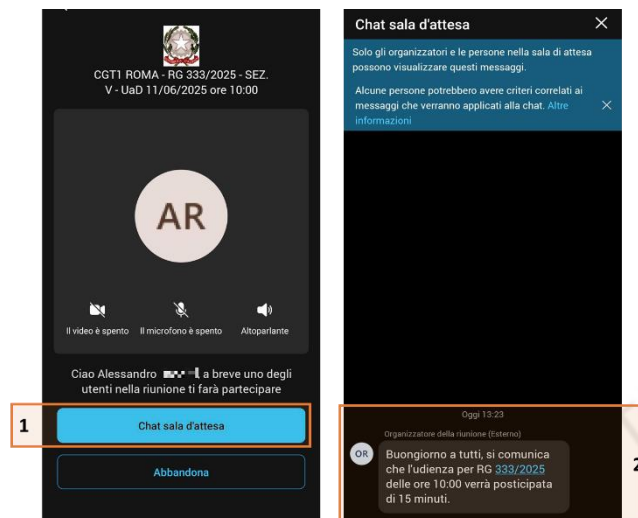 CGT1 ROMA - RG 333/2025 - SEZ.
V - UaD 11/06/2025 ore 10:00
AR
Il video è spento
Il microfono è spento
Altoparlante
Ciao Alessandro a breve uno degli
utenti nella riunione ti farà partecipare
1
Chat sala d'attesa
Abbandona
Chat sala d'attesa
Solo gli organizzatori e le persone nella sala di attesa
possono visualizzare questi messaggi.
Alcune persone potrebbero avere criteri correlati ai
messaggi che verranno applicati alla chat. Altre
informazioni
Oggi 13:23
Organizzatore della riunione (Esterno)
OR
Buongiorno a tutti, si comunica
che l'udienza per RG 333/2025
delle ore 10:00 verrà posticipata
di 15 minuti.
2